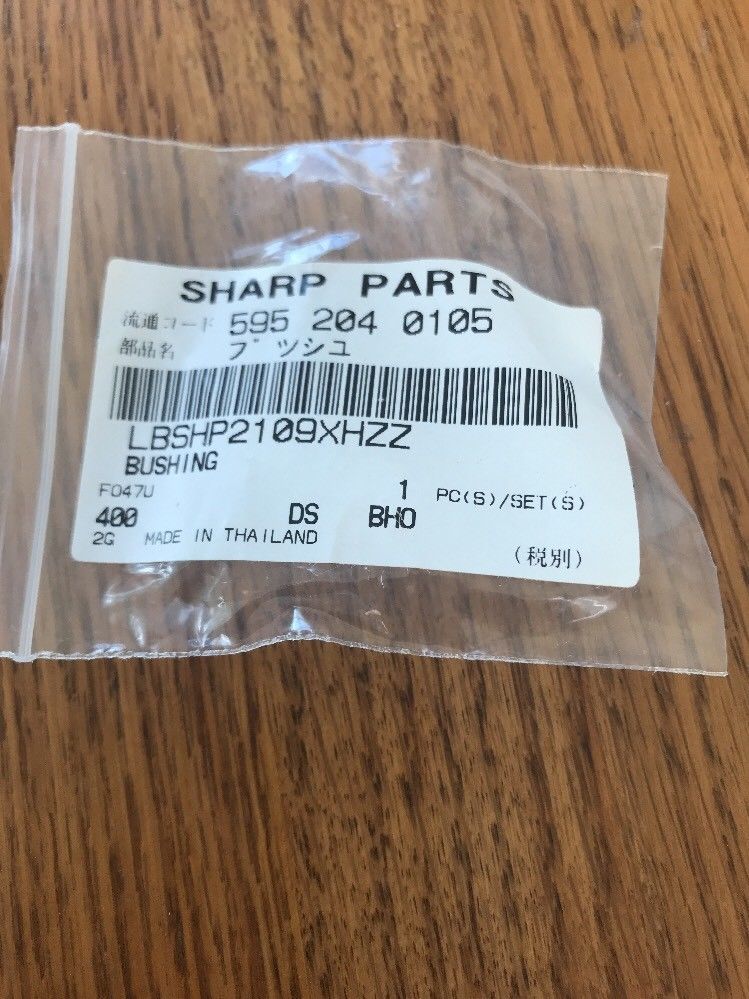 SHARP PARTS
流通コード 595 204 0105
部品名 ブッシュ
LBSHP2109XHZZ
BUSHING
F047U 1 PC(S)/SET(S)
400 DS BHO
2G MADE IN THAILAND
(税別)